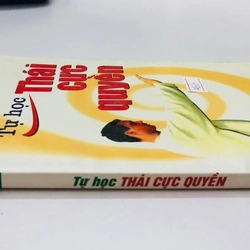 Tự học
Thái
cực
quyền
Tự học THÁI CỰC QUYỀN